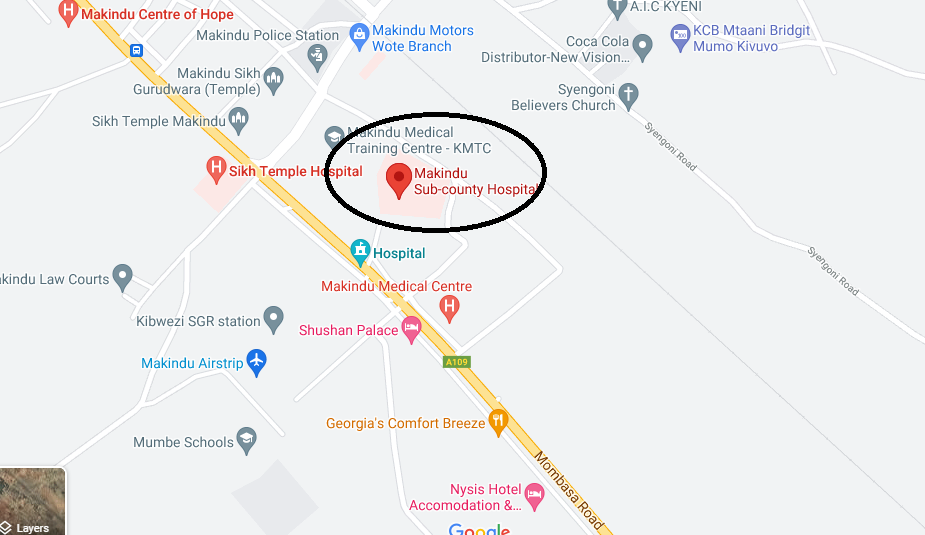 Makindu Centre of Hope
A.I.C KYENI
Makindu Police Station
Makindu Motors
Wote Branch
KCB Mtaani Bridgit
Mumo Kivuvo
Coca Cola
Distributor-New Vision...
Makindu Sikh
Gurudwara (Temple)
Syengoni
Believers Church
Sikh Temple Makindu
Makindu Medical
Training Centre - KMTC
Syengoni Road
Sikh Temple Hospital
Makindu
Sub-county Hospital
Hospital
Syengoni Road
akindu Law Courts
Makindu Medical Centre
Kibwezi SGR station
Shushan Palace
Makindu Airstrip
A109
Georgia's Comfort Breeze
Mumbe Schools
Mombasa Road
Nysis Hotel
Accomodation &...
Layers
Google